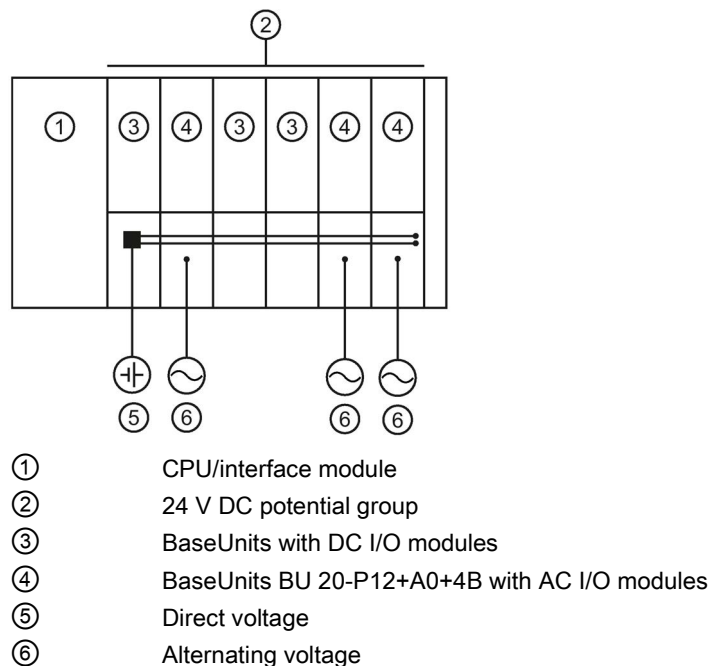 ②
① ③ ④ ③ ③ ④ ④
⑤ ⑥ ⑥ ⑥
① CPU/interface module
② 24 V DC potential group
③ BaseUnits with DC I/O modules
④ BaseUnits BU 20-P12+A0+4B with AC I/O modules
⑤ Direct voltage
⑥ Alternating voltage